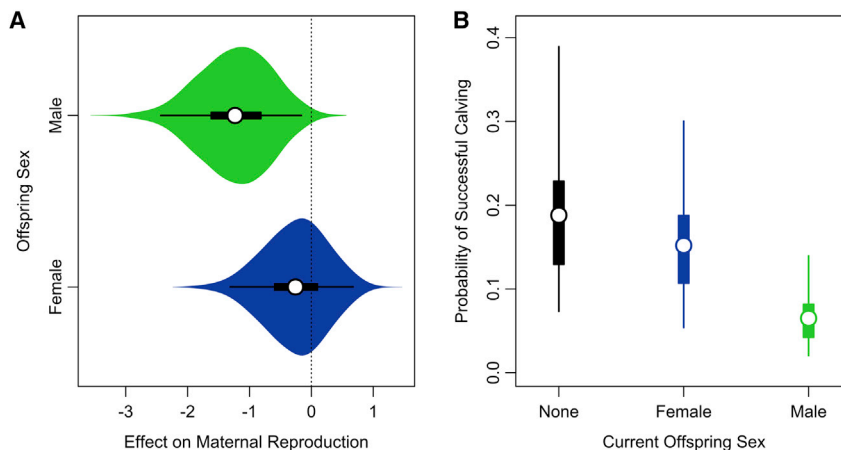 A
Offspring Sex
Male
Female
-3
-2
-1
0
1
Effect on Maternal Reproduction
B
Probability of Successful Calving
0.4
0.3
0.2
0.1
0.0
None
Female
Male
Current Offspring Sex